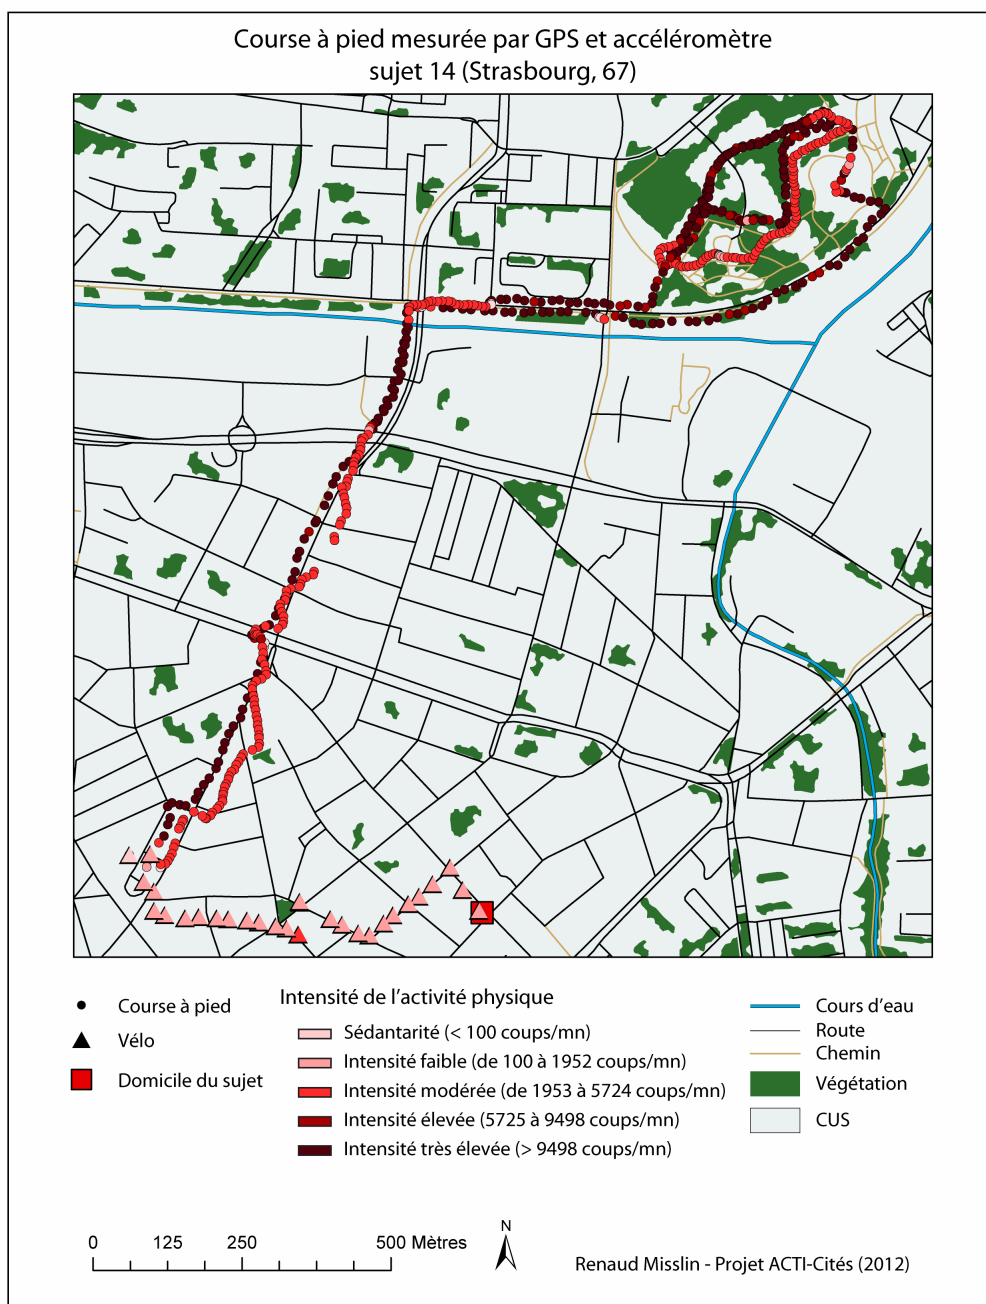 Course à pied mesurée par GPS et accéléromètre
sujet 14 (Strasbourg, 67)
Course à pied
Vélo
Domicile du sujet
Intensité de l'activité physique
Sédantarité (< 100 coups/mn)
Intensité faible (de 100 à 1952 coups/mn)
Intensité modérée (de 1953 à 5724 coups/mn)
Intensité élevée (5725 à 9498 coups/mn)
Intensité très élevée (> 9498 coups/mn)
Cours d'eau
Route
Chemin
Végétation
CUS
0 125 250 500 Mètres
N
Renaud Misslin - Projet ACTI-Cités (2012)